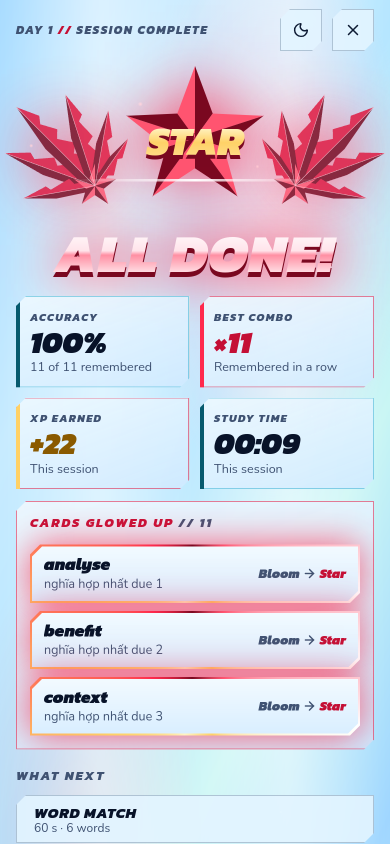 DAY 1 // SESSION COMPLETE
STAR
ALL DONE!
ACCURACY
100%
11 of 11 remembered
BEST COMBO
×11
Remembered in a row
XP EARNED
+22
This session
STUDY TIME
00:09
This session
CARDS GLOWED UP // 11
analyse
nghĩa hợp nhất due 1
Bloom → Star
benefit
nghĩa hợp nhất due 2
Bloom → Star
context
nghĩa hợp nhất due 3
Bloom → Star
WHAT NEXT
WORD MATCH
60 s · 6 words